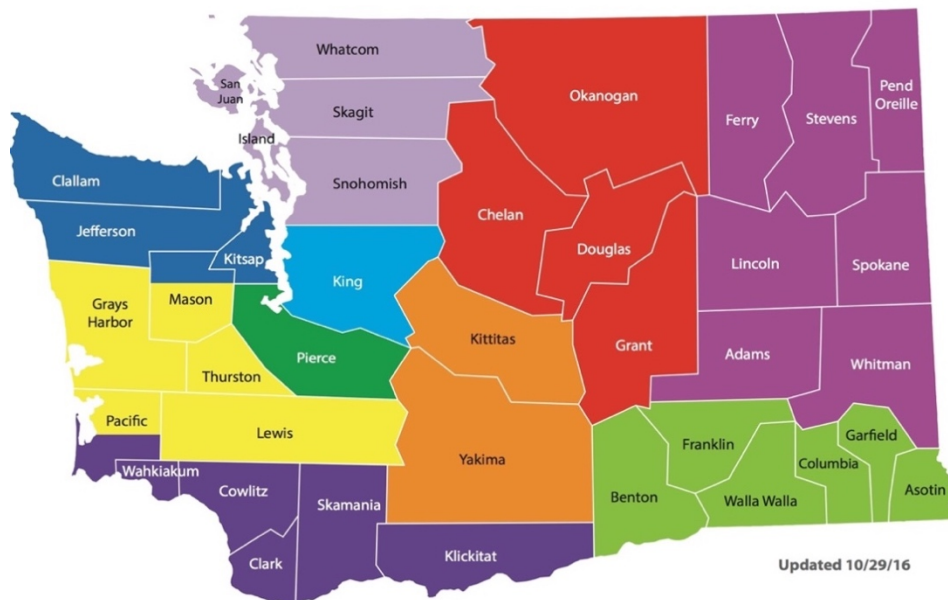 Whatcom
San
Juan
Skagit
Island
Snohomish
Okanogan
Ferry
Stevens
Pend
Oreille
Clallam
Jefferson
Kitsap
Chelan
Douglas
Lincoln
Spokane
King
Mason
Grays
Harbor
Pierce
Thurston
Kittitas
Grant
Adams
Whitman
Pacific
Lewis
Yakima
Franklin
Garfield
Columbia
Asotin
Benton
Walla Walla
Wahkiakum
Cowlitz
Skamania
Clark
Klickitat
Updated 10/29/16